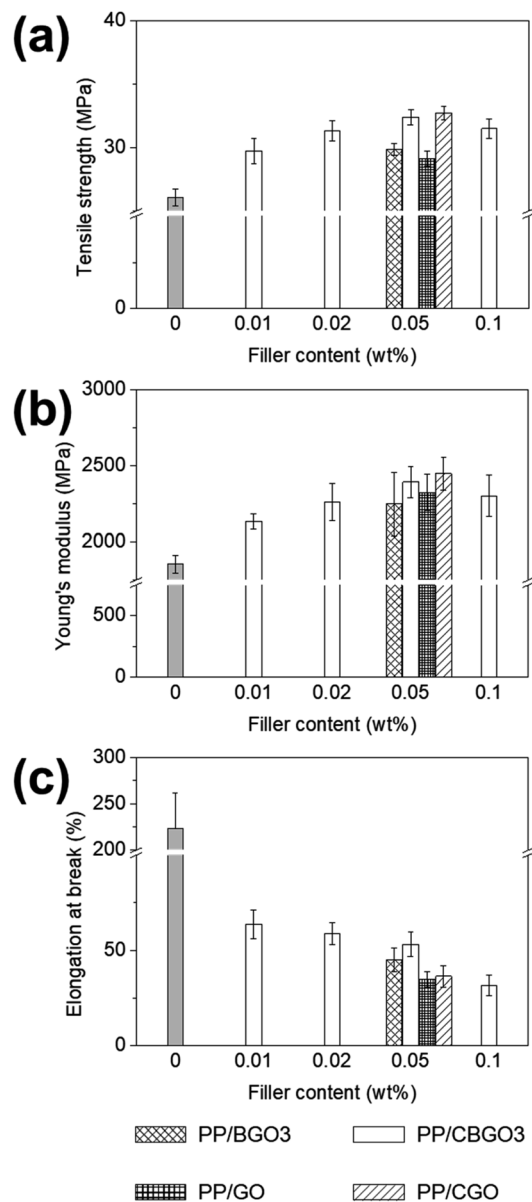 (a)
Tensile strength (MPa)
40
30
0
0 0.01 0.02 0.05 0.1
Filler content (wt%)
(b)
Young's modulus (MPa)
3000
2500
2000
500
0
0 0.01 0.02 0.05 0.1
Filler content (wt%)
(c)
Elongation at break (%)
300
250
200
50
0
0 0.01 0.02 0.05 0.1
Filler content (wt%)
PP/BGO3 PP/CBGO3
PP/GO PP/CGO